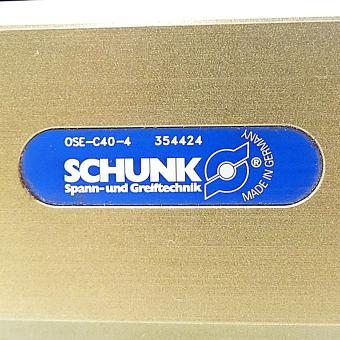 OSE-C40-4 354424
SCHUNK ®
Spann- und Greiftechnik
MADE IN GERMANY